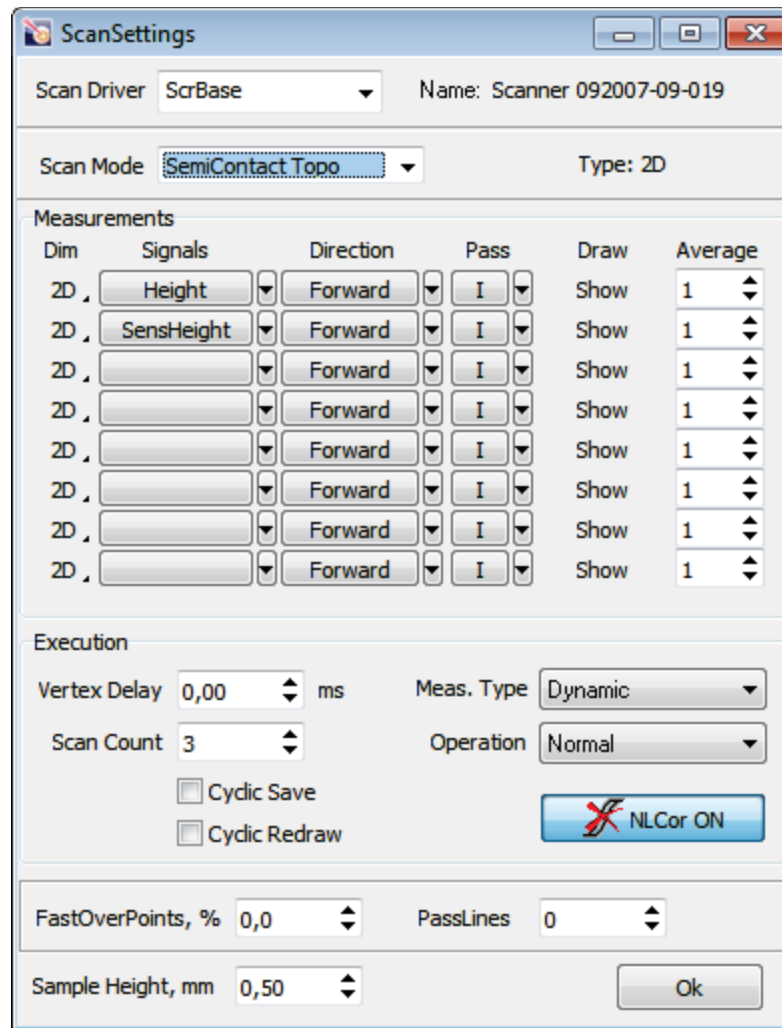 ScanSettings
Scan Driver ScrBase Name: Scanner 092007-09-019
Scan Mode SemiContact Topo Type: 2D
Measurements
Dim Signals Direction Pass Draw Average
2D Height Forward I Show 1
2D SensHeight Forward I Show 1
2D Forward I Show 1
2D Forward I Show 1
2D Forward I Show 1
2D Forward I Show 1
2D Forward I Show 1
2D Forward I Show 1
Execution
Vertex Delay 0,00 ms Meas. Type Dynamic
Scan Count 3 Operation Normal
Cyclic Save
Cyclic Redraw NLCor ON
FastOverPoints, % 0,0 PassLines 0
Sample Height, mm 0,50 Ok